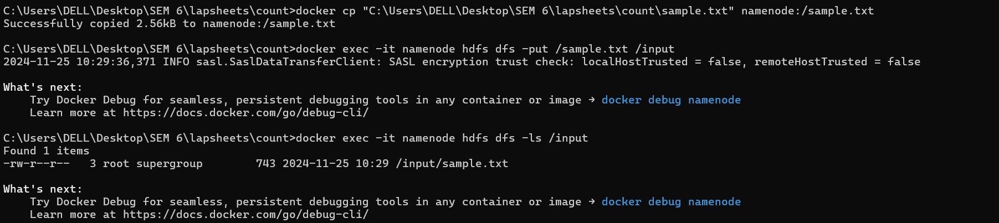 C:\Users\DELL\Desktop\SEM 6\lapsheets\count>docker cp "C:\Users\DELL\Desktop\SEM 6\lapsheets\count\sample.txt" namenode:/sample.txt
Successfully copied 2.56kB to namenode:/sample.txt
C:\Users\DELL\Desktop\SEM 6\lapsheets\count>docker exec -it namenode hdfs dfs -put /sample.txt /input
2024-11-25 10:29:36,371 INFO sasl.SaslDataTransferClient: SASL encryption trust check: localHostTrusted = false, remoteHostTrusted = false
What's next:
Try Docker Debug for seamless, persistent debugging tools in any container or image → docker debug namenode
Learn more at https://docs.docker.com/go/debug-cli/
C:\Users\DELL\Desktop\SEM 6\lapsheets\count>docker exec -it namenode hdfs dfs -ls /input
Found 1 items
-rw-r--r--   3 root supergroup        743 2024-11-25 10:29 /input/sample.txt
What's next:
Try Docker Debug for seamless, persistent debugging tools in any container or image → docker debug namenode
Learn more at https://docs.docker.com/go/debug-cli/